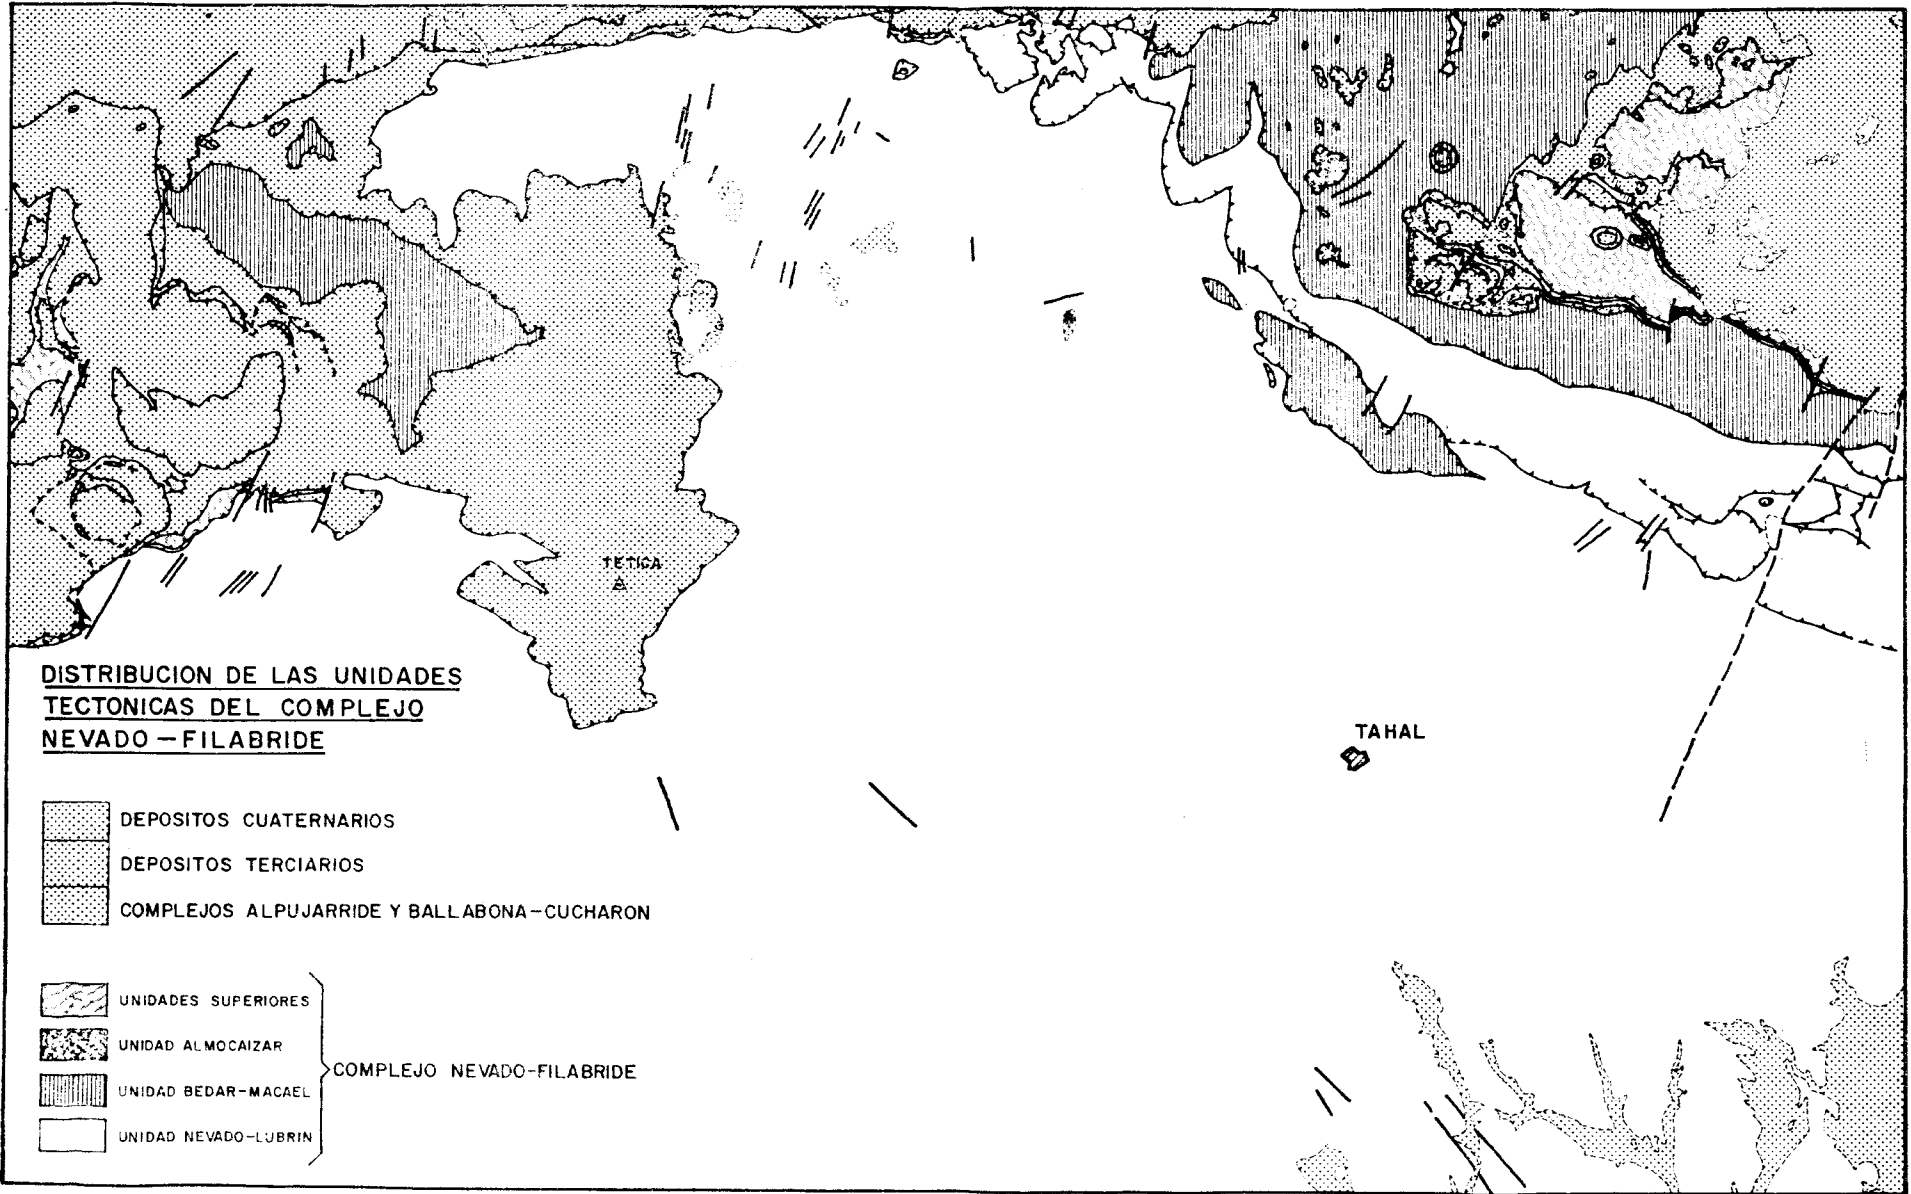 TETICA
DISTRIBUCION DE LAS UNIDADES
TECTONICAS DEL COMPLEJO
NEVADO-FILABRIDE
TAHAL
DEPOSITOS CUATERNARIOS
DEPOSITOS TERCIARIOS
COMPLEJOS ALPUJARRIDE Y BALLABONA-CUCHARON
UNIDADES SUPERIORES
UNIDAD ALMOCAIZAR
COMPLEJO NEVADO-FILABRIDE
UNIDAD BEDAR-MACAEL
UNIDAD NEVADO-LUBRIN